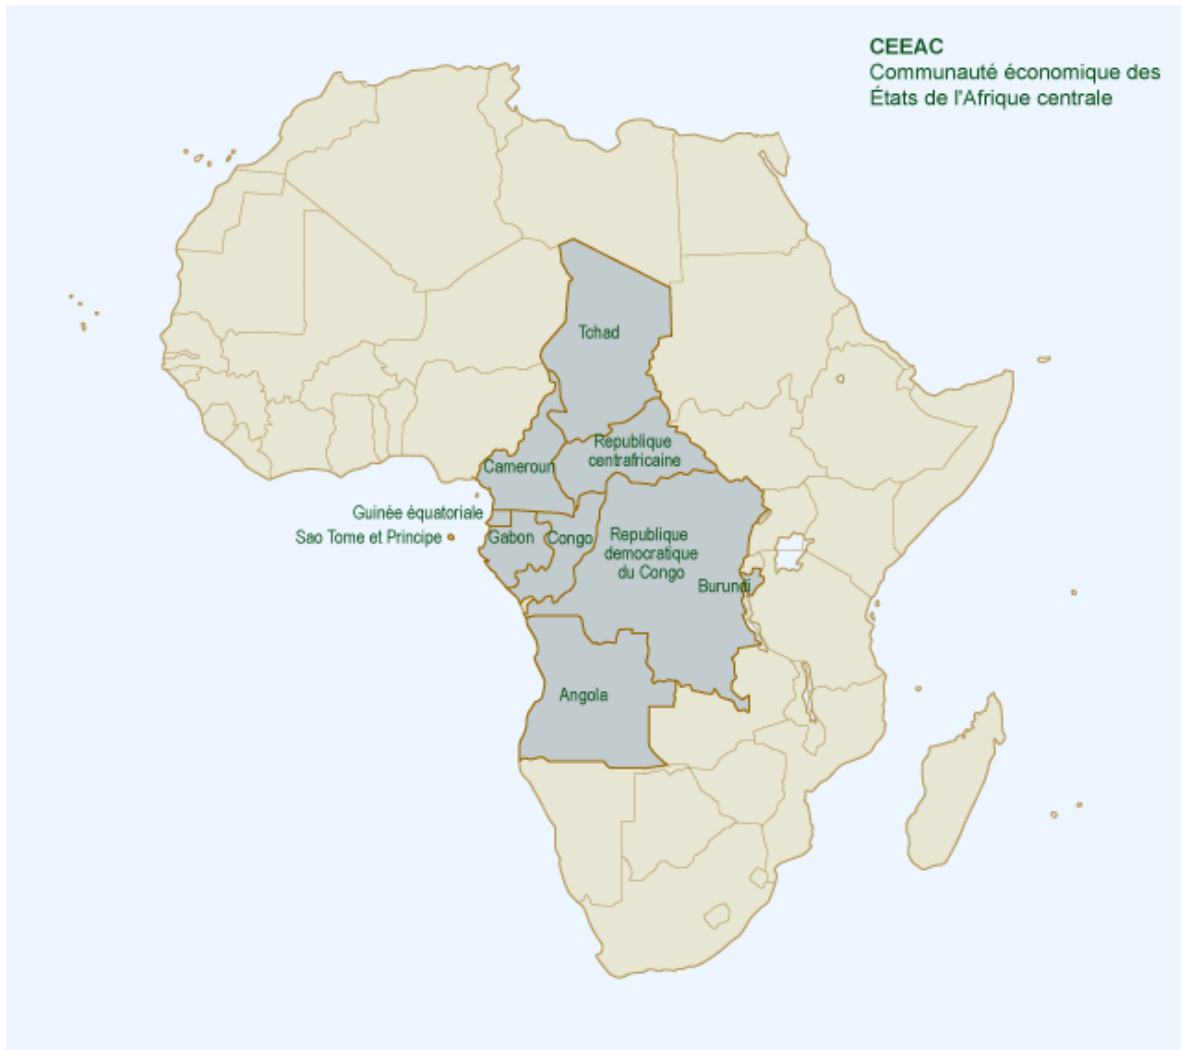 CEEAC
Communauté économique des
États de l'Afrique centrale
Tchad
Republique
centrafricaine
Cameroun
Guinée équatoriale
Sao Tome et Principe
Gabon
Congo
Republique
democratique
du Congo
Burundi
Angola